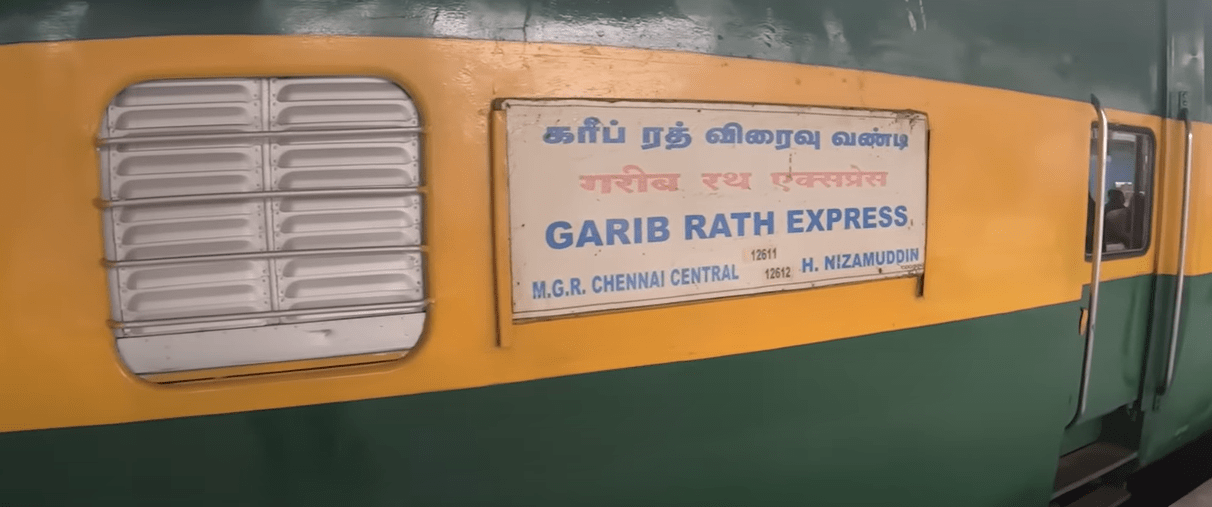 கரீப் ரத் விரைவு வண்டி
गरीब रथ एक्सप्रेस
GARIB RATH EXPRESS
12611
M.G.R. CHENNAI CENTRAL 12612 H. NIZAMUDDIN